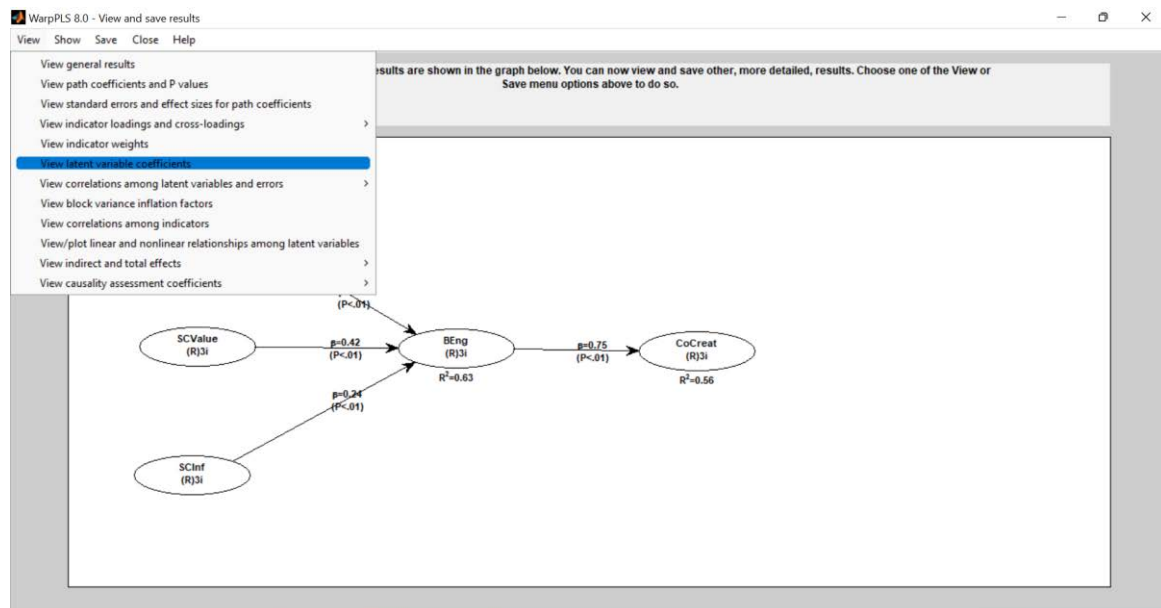 WarpPLS 8.0 - View and save results
View Show Save Close Help
View general results
View path coefficients and P values
View standard errors and effect sizes for path coefficients
View indicator loadings and cross-loadings >
View indicator weights
View latent variable coefficients
View correlations among latent variables and errors >
View block variance inflation factors
View correlations among indicators
View/plot linear and nonlinear relationships among latent variables
View indirect and total effects >
View causality assessment coefficients >
esults are shown in the graph below. You can now view and save other, more detailed, results. Choose one of the View or
Save menu options above to do so.
(P<.01)
SCValue
(R)3i
β=0.42
(P<.01)
BEng
(R)3i
R²=0.63
β=0.75
(P<.01)
CoCreat
(R)3i
R²=0.56
β=0.24
(P<.01)
SCInf
(R)3i